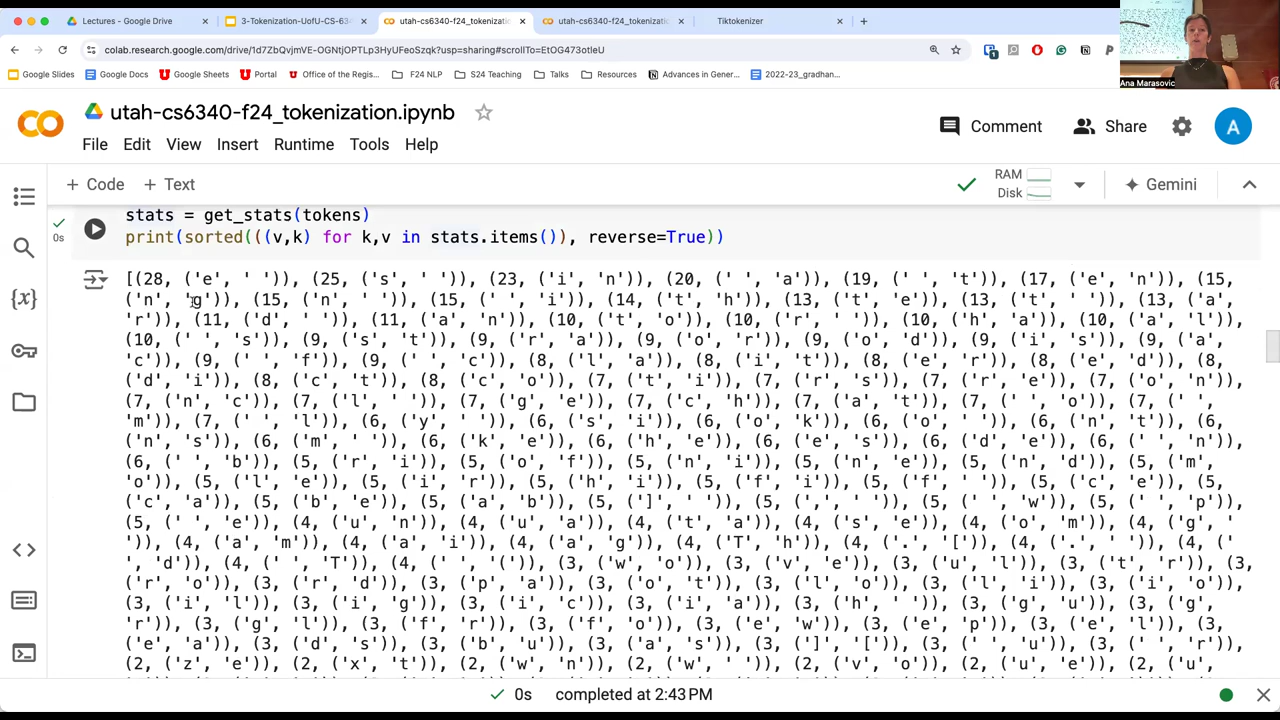 Lectures - Google Drive
3-Tokenization-UofU-CS-63
utah-cs6340-f24_tokenization
utah-cs6340-f24_tokenization
Tiktokenizer
colab.research.google.com/drive/1d7ZbQvjmVE-OGNtjOPTLp3HyUFeoSzqk?usp=sharing#scrollTo=EtOG473otleU
Google Slides
Google Docs
Google Sheets
Portal
Office of the Regis...
F24 NLP
S24 Teaching
Talks
Resources
Advances in Gener...
2022-23_gradhan...
Ana Marasovic
utah-cs6340-f24_tokenization.ipynb
Comment
Share
A
File Edit View Insert Runtime Tools Help
+ Code + Text
RAM
Disk
Gemini
stats = get_stats(tokens)
0s
print(sorted(((v,k) for k,v in stats.items()), reverse=True))
[(28, ('e', ' ')), (25, ('s', ' ')), (23, ('i', 'n')), (20, (' ', 'a')), (19, (' ', 't')), (17, ('e', 'n')), (15,
('n', 'g')), (15, ('n', ' ')), (15, (' ', 'i')), (14, ('t', 'h')), (13, ('t', 'e')), (13, ('t', ' ')), (13, ('a',
'r')), (11, ('d', ' ')), (11, ('a', 'n')), (10, ('t', 'o')), (10, ('r', ' ')), (10, ('h', 'a')), (10, ('a', 'l')),
(10, (' ', 's')), (9, ('s', 't')), (9, ('r', 'a')), (9, ('o', 'r')), (9, ('o', 'd')), (9, ('i', 's')), (9, ('a',
'c')), (9, (' ', 'f')), (9, (' ', 'c')), (8, ('l', 'a')), (8, ('i', 't')), (8, ('e', 'r')), (8, ('e', 'd')), (8,
('d', 'i')), (8, ('c', 't')), (8, ('c', 'o')), (7, ('t', 'i')), (7, ('r', 's')), (7, ('r', 'e')), (7, ('o', 'n')),
(7, ('n', 'c')), (7, ('l', ' ')), (7, ('g', 'e')), (7, ('c', 'h')), (7, ('a', 't')), (7, (' ', 'o')), (7, (' ',
'm')), (7, (' ', 'l')), (6, ('y', ' ')), (6, ('s', 'i')), (6, ('o', 'k')), (6, ('o', ' ')), (6, ('n', 't')), (6,
('n', 's')), (6, ('m', ' ')), (6, ('k', 'e')), (6, ('h', 'e')), (6, ('e', 's')), (6, ('d', 'e')), (6, (' ', 'n')),
(6, (' ', 'b')), (5, ('r', 'i')), (5, ('o', 'f')), (5, ('n', 'i')), (5, ('n', 'e')), (5, ('n', 'd')), (5, ('m',
'o')), (5, ('l', 'e')), (5, ('i', 'r')), (5, ('h', 'i')), (5, ('f', 'i')), (5, ('f', ' ')), (5, ('c', 'e')), (5,
('c', 'a')), (5, ('b', 'e')), (5, ('a', 'b')), (5, (']', ' ')), (5, (',', ' ')), (5, (' ', 'w')), (5, (' ', 'p')),
(5, (' ', 'e')), (4, ('u', 'n')), (4, ('u', 'a')), (4, ('t', 'a')), (4, ('s', 'e')), (4, ('o', 'm')), (4, ('g', '
')), (4, ('a', 'm')), (4, ('a', 'i')), (4, ('a', 'g')), (4, ('T', 'h')), (4, ('.', '[')), (4, ('.', ' ')), (4, ('
', 'd')), (4, (' ', 'T')), (4, (' ', '(')), (3, ('w', 'o')), (3, ('v', 'e')), (3, ('u', 'l')), (3, ('t', 'r')), (3,
('r', 'o')), (3, ('r', 'd')), (3, ('p', 'a')), (3, ('o', 't')), (3, ('l', 'o')), (3, ('l', 'i')), (3, ('i', 'o')),
(3, ('i', 'l')), (3, ('i', 'g')), (3, ('i', 'c')), (3, ('i', 'a')), (3, ('h', ' ')), (3, ('g', 'u')), (3, ('g',
'r')), (3, ('g', 'l')), (3, ('f', 'r')), (3, ('f', 'o')), (3, ('e', 'w')), (3, ('e', 'p')), (3, ('e', 'l')), (3,
('e', 'a')), (3, ('d', 's')), (3, ('b', 'u')), (3, ('a', 's')), (3, (']', '[')), (3, (' ', 'u')), (3, (' ', 'r')),
(2, ('z', 'e')), (2, ('x', 't')), (2, ('w', 'n')), (2, ('w', ' ')), (2, ('v', 'o')), (2, ('u', 'e')), (2, ('u',
0s completed at 2:43 PM